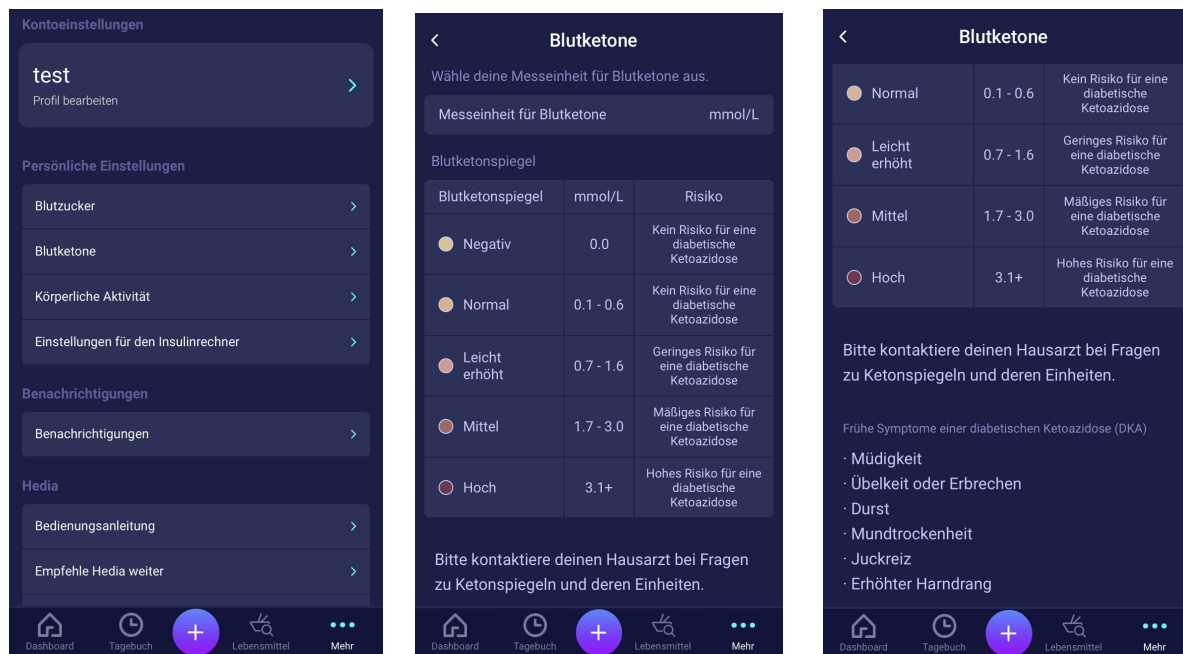 Kontoeinstellungen
test
Profil bearbeiten
Persönliche Einstellungen
Blutzucker
Blutketone
Körperliche Aktivität
Einstellungen für den Insulinrechner
Benachrichtigungen
Benachrichtigungen
Hedia
Bedienungsanleitung
Empfehle Hedia weiter
Dashboard Tagebuch + Lebensmittel Mehr
Blutketone
Wähle deine Messeinheit für Blutketone aus.
Messeinheit für Blutketone mmol/L
Blutketonspiegel
Blutketonspiegel mmol/L Risiko
Negativ 0.0 Kein Risiko für eine
diabetische
Ketoazidose
Normal 0.1 - 0.6 Kein Risiko für eine
diabetische
Ketoazidose
Leicht
erhöht 0.7 - 1.6 Geringes Risiko für
eine diabetische
Ketoazidose
Mittel 1.7 - 3.0 Mäßiges Risiko für
eine diabetische
Ketoazidose
Hoch 3.1+ Hohes Risiko für eine
diabetische
Ketoazidose
Bitte kontaktiere deinen Hausarzt bei Fragen
zu Ketonspiegeln und deren Einheiten.
Dashboard Tagebuch + Lebensmittel Mehr
Blutketone
Normal 0.1 - 0.6 Kein Risiko für eine
diabetische
Ketoazidose
Leicht
erhöht 0.7 - 1.6 Geringes Risiko für
eine diabetische
Ketoazidose
Mittel 1.7 - 3.0 Mäßiges Risiko für
eine diabetische
Ketoazidose
Hoch 3.1+ Hohes Risiko für eine
diabetische
Ketoazidose
Bitte kontaktiere deinen Hausarzt bei Fragen
zu Ketonspiegeln und deren Einheiten.
Frühe Symptome einer diabetischen Ketoazidose (DKA)
· Müdigkeit
· Übelkeit oder Erbrechen
· Durst
· Mundtrockenheit
· Juckreiz
· Erhöhter Harndrang
Dashboard Tagebuch + Lebensmittel Mehr